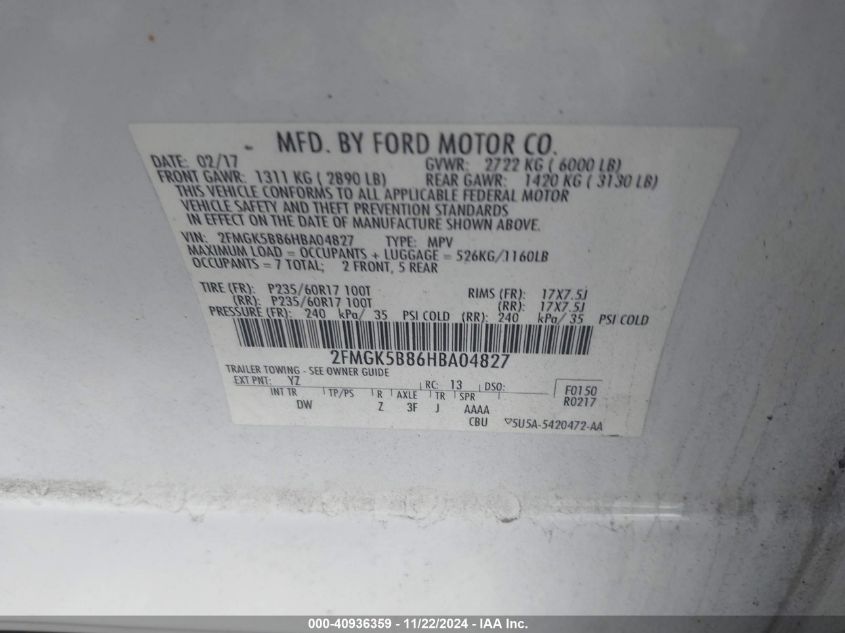 MFD. BY FORD MOTOR CO.
DATE: 02/17 GVWR: 2722 KG ( 6000 LB)
FRONT GAWR: 1311 KG ( 2890 LB) REAR GAWR: 1420 KG ( 3130 LB)
THIS VEHICLE CONFORMS TO ALL APPLICABLE FEDERAL MOTOR
VEHICLE SAFETY AND THEFT PREVENTION STANDARDS
IN EFFECT ON THE DATE OF MANUFACTURE SHOWN ABOVE.
VIN: 2FMGK5B86HBA04827 TYPE: MPV
MAXIMUM LOAD = OCCUPANTS + LUGGAGE = 526KG/1160LB
OCCUPANTS = 7 TOTAL; 2 FRONT, 5 REAR
TIRE (FR): P235/60R17 100T RIMS (FR): 17X7.5J
(RR): P235/60R17 100T (RR): 17X7.5J
PRESSURE (FR): 240 kPa/ 35 PSI COLD (RR): 240 kPa/ 35 PSI COLD
2FMGK5B86HBA04827
TRAILER TOWING - SEE OWNER GUIDE
EXT PNT: YZ RC: 13 DSO: F0150
INT TR TP/PS R AXLE TR SPR R0217
DW Z 3F J AAAA
CBU 5U5A-5420472-AA
000-40936359 - 11/22/2024 - IAA Inc.